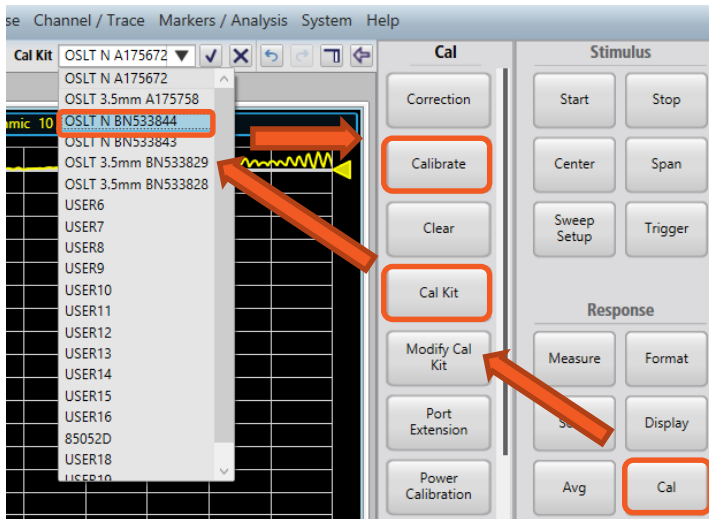 se Channel / Trace Markers / Analysis System Help
Cal Kit OSLT N A175672
OSLT N A175672
OSLT 3.5mm A175758
OSLT N BN533844
OSLT N BN533843
OSLT 3.5mm BN533829
OSLT 3.5mm BN533828
USER6
USER7
USER8
USER9
USER10
USER11
USER12
USER13
USER14
USER15
USER16
85052D
USER18
USER19
amic 10
Cal
Correction
Calibrate
Clear
Cal Kit
Modify Cal
Kit
Port
Extension
Power
Calibration
Stimulus
Start Stop
Center Span
Sweep
Setup
Trigger
Response
Measure Format
Display
Avg Cal